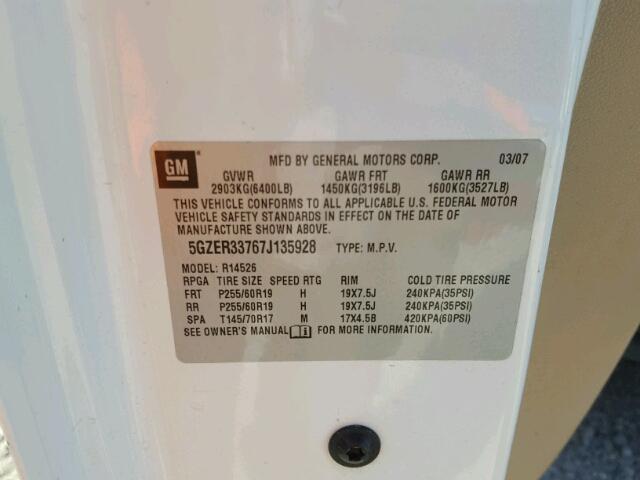 GM MFD BY GENERAL MOTORS CORP. 03/07
GVWR GAWR FRT GAWR RR
2903KG(6400LB) 1450KG(3196LB) 1600KG(3527LB)
THIS VEHICLE CONFORMS TO ALL APPLICABLE U.S. FEDERAL MOTOR
VEHICLE SAFETY STANDARDS IN EFFECT ON THE DATE OF
MANUFACTURE SHOWN ABOVE.
5GZER33767J135928 TYPE: M.P.V.
MODEL: R14526
RPGA TIRE SIZE SPEED RTG RIM COLD TIRE PRESSURE
FRT P255/60R19 H 19X7.5J 240KPA(35PSI)
RR P255/60R19 H 19X7.5J 240KPA(35PSI)
SPA T145/70R17 M 17X4.5B 420KPA(60PSI)
SEE OWNER'S MANUAL FOR MORE INFORMATION.